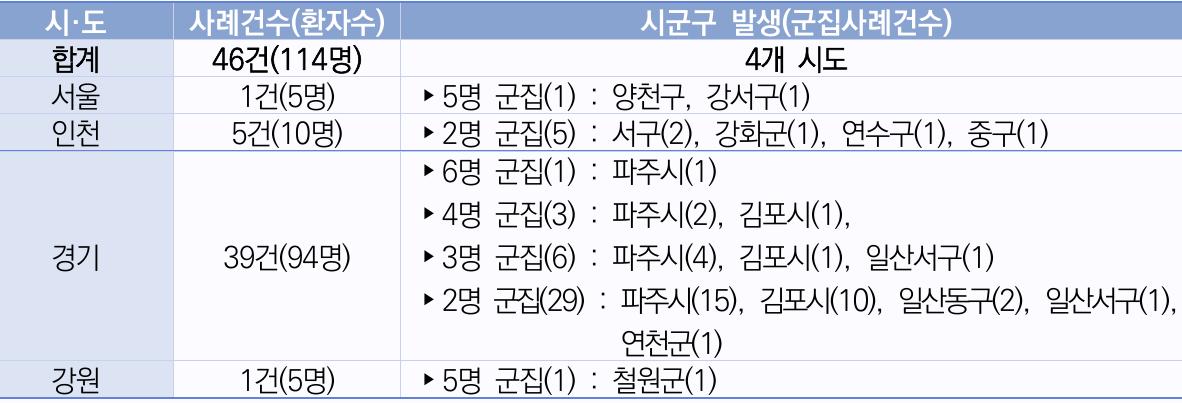 시·도 사례건수(환자수) 시군구 발생(군집사례건수)
합계 46건(114명) 4개 시도
서울 1건(5명) ▸5명 군집(1) : 양천구, 강서구(1)
인천 5건(10명) ▸2명 군집(5) : 서구(2), 강화군(1), 연수구(1), 중구(1)
▸6명 군집(1) : 파주시(1)
▸4명 군집(3) : 파주시(2), 김포시(1),
경기 39건(94명) ▸3명 군집(6) : 파주시(4), 김포시(1), 일산서구(1)
▸2명 군집(29) : 파주시(15), 김포시(10), 일산동구(2), 일산서구(1),
연천군(1)
강원 1건(5명) ▸5명 군집(1) : 철원군(1)